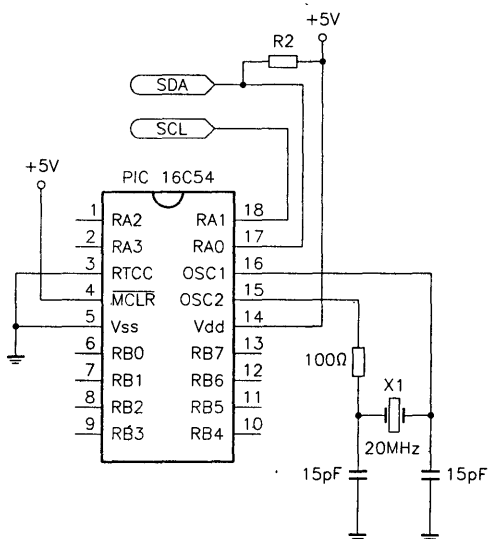 +5V
R2
SDA
SCL
+5V
PIC 16C54
1 RA2 RA1 18
2 RA3 RA0 17
3 RTCC OSC1 16
4 MCLR OSC2 15
5 Vss Vdd 14
6 RB0 RB7 13
7 RB1 RB6 12
8 RB2 RB5 11
9 RB3 RB4 10
100Ω
X1
20MHz
15pF 15pF